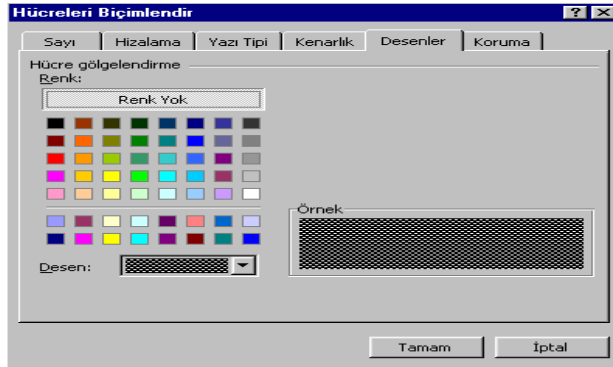 Hücreleri Biçimlendir
Sayı Hizalama Yazı Tipi Kenarlık Desenler Koruma
Hücre gölgelendirme
Renk:
Renk Yok
Örnek
Desen:
Tamam İptal